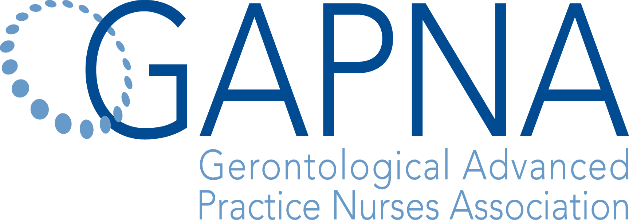 GAPNA
Gerontological Advanced
Practice Nurses Association